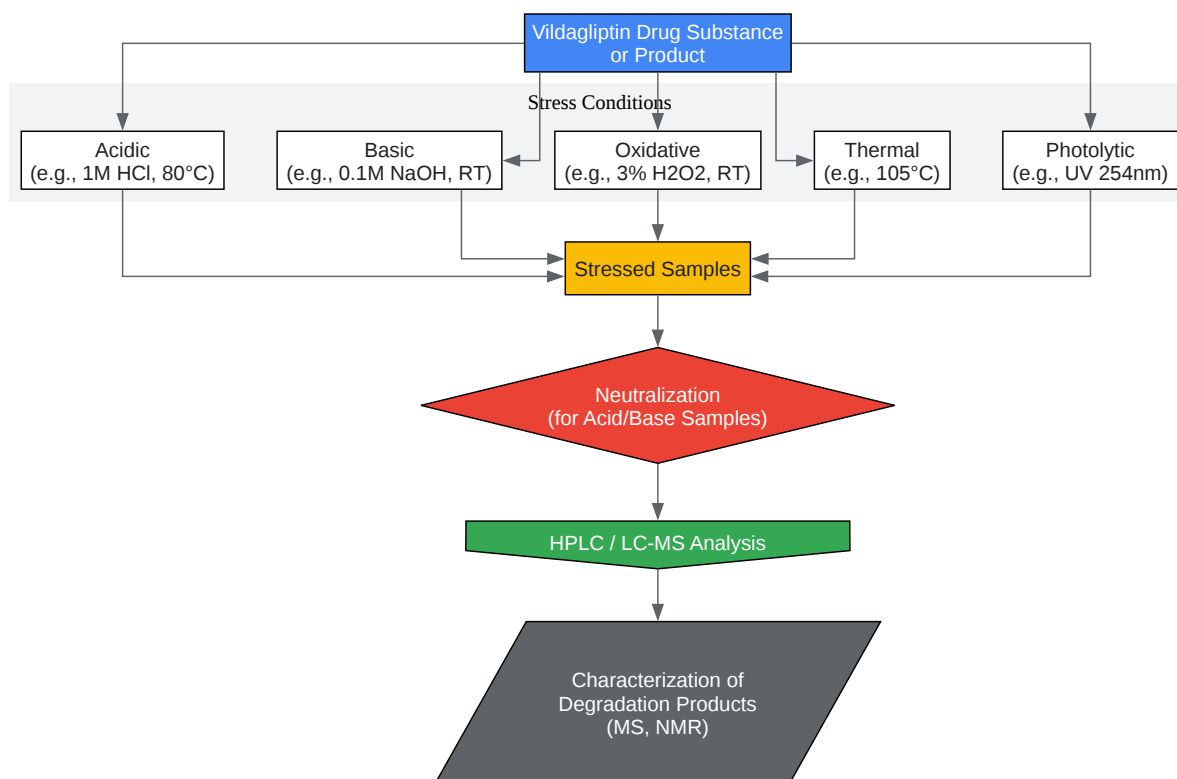 Vildagliptin Drug Substance
or Product
Stress Conditions
Acidic
(e.g., 1M HCl, 80°C)
Basic
(e.g., 0.1M NaOH, RT)
Oxidative
(e.g., 3% H2O2, RT)
Thermal
(e.g., 105°C)
Photolytic
(e.g., UV 254nm)
Stressed Samples
Neutralization
(for Acid/Base Samples)
HPLC / LC-MS Analysis
Characterization of
Degradation Products
(MS, NMR)